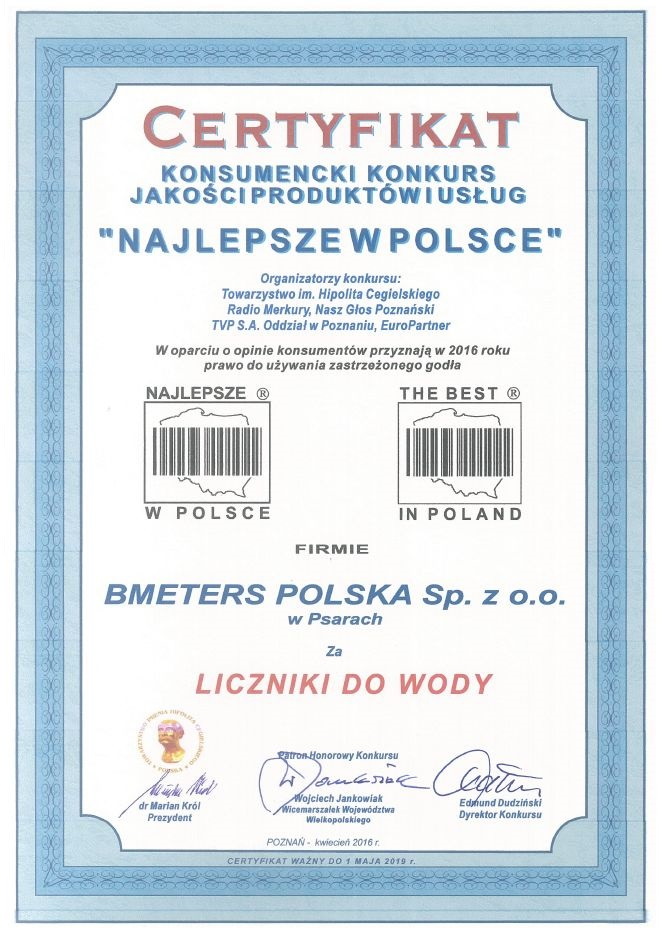 CERTYFIKAT
KONSUMENCKI KONKURS
JAKOŚCI PRODUKTÓW I USŁUG
"NAJLEPSZE W POLSCE"
Organizatorzy konkursu:
Towarzystwo im. Hipolita Cegielskiego
Radio Merkury, Nasz Głos Poznański
TVP S.A. Oddział w Poznaniu, EuroPartner
W oparciu o opinie konsumentów przyznają w 2016 roku
prawo do używania zastrzeżonego godła
NAJLEPSZE ®
W POLSCE
THE BEST ®
IN POLAND
FIRMIE
BMETERS POLSKA Sp. z o.o.
w Psarach
Za
LICZNIKI DO WODY
POLSKA
dr Marian Król
Prezydent
Patron Honorowy Konkursu
Wojciech Jankowiak
Wicemarszałek Województwa
Wielkopolskiego
Edmund Dudziński
Dyrektor Konkursu
POZNAŃ - kwiecień 2016 r.
CERTYFIKAT WAŻNY DO 1 MAJA 2019 r.